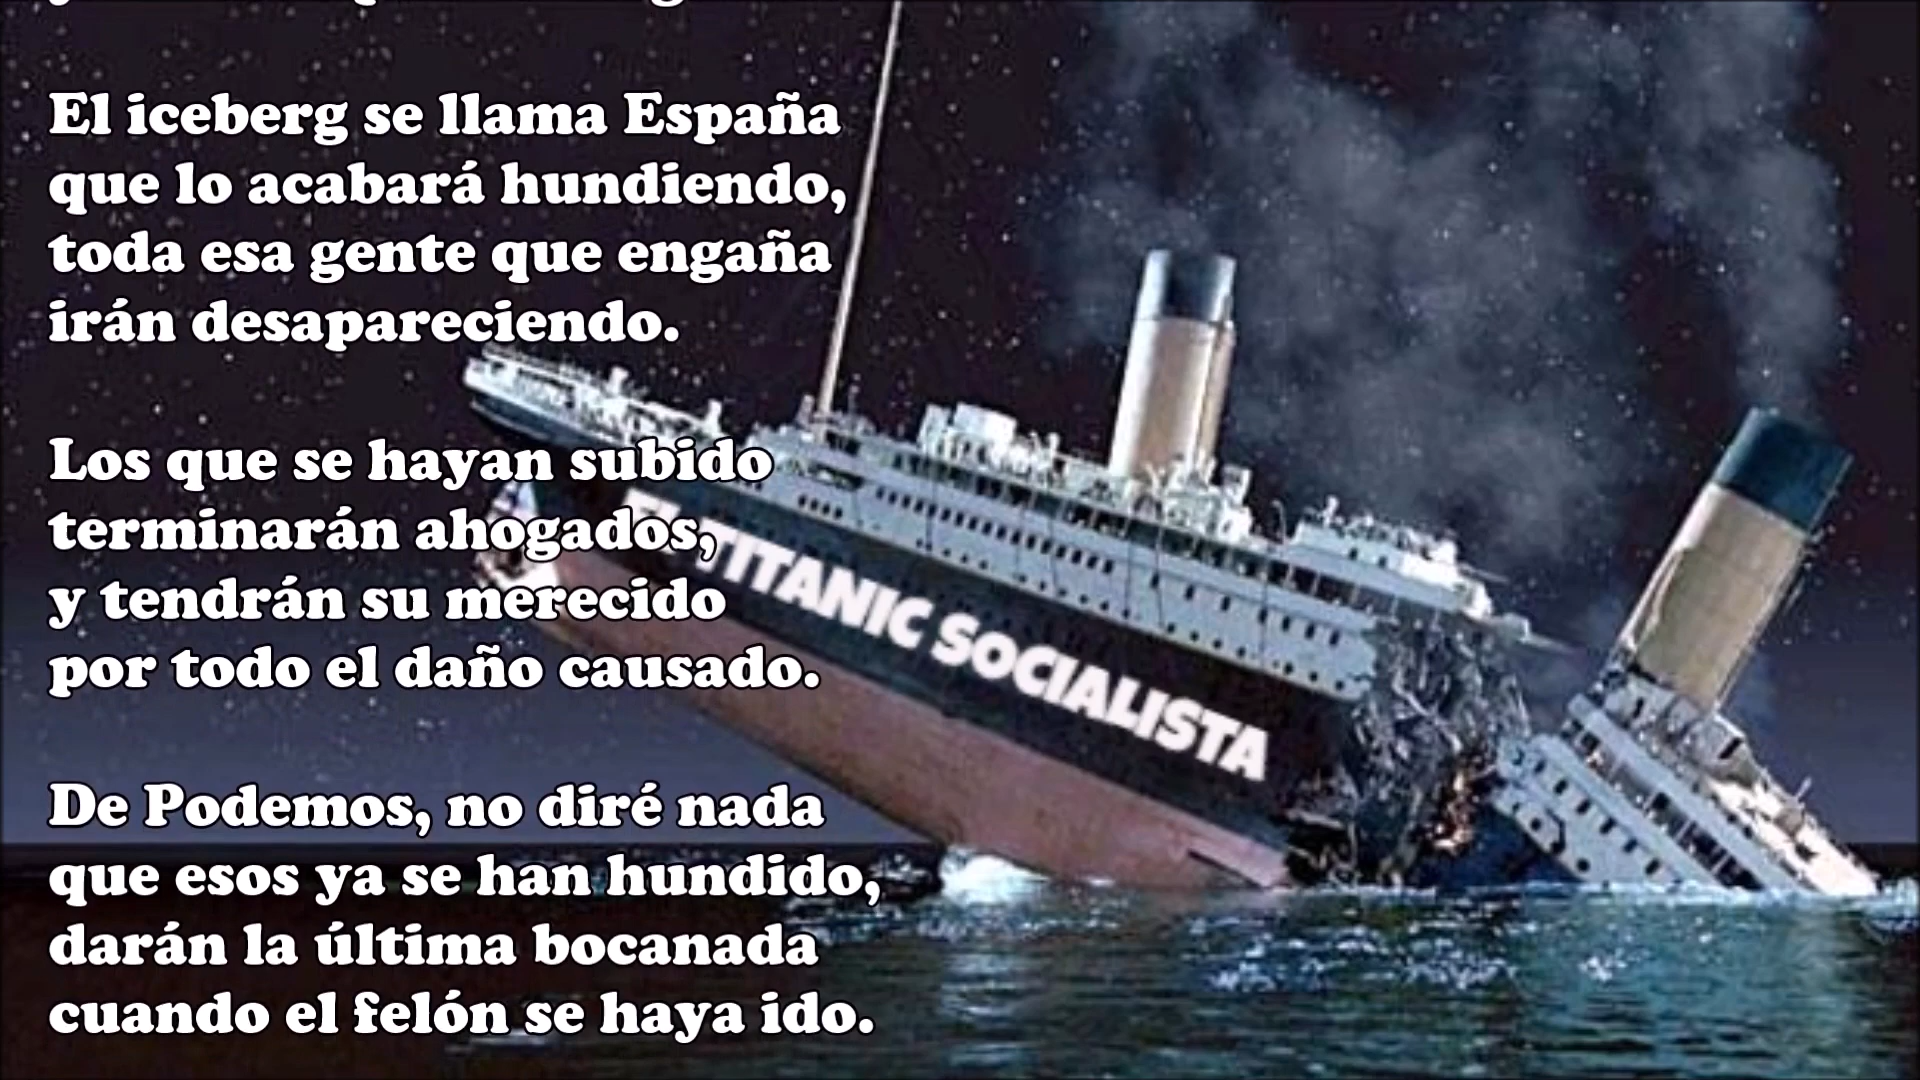 El iceberg se llama España
que lo acabará hundiendo,
toda esa gente que engaña
irán desapareciendo.
Los que se hayan subido
terminarán ahogados,
y tendrán su merecido
por todo el daño causado.
De Podemos, no diré nada
que esos ya se han hundido,
darán la última bocanada
cuando el felón se haya ido.
TITANIC SOCIALISTA